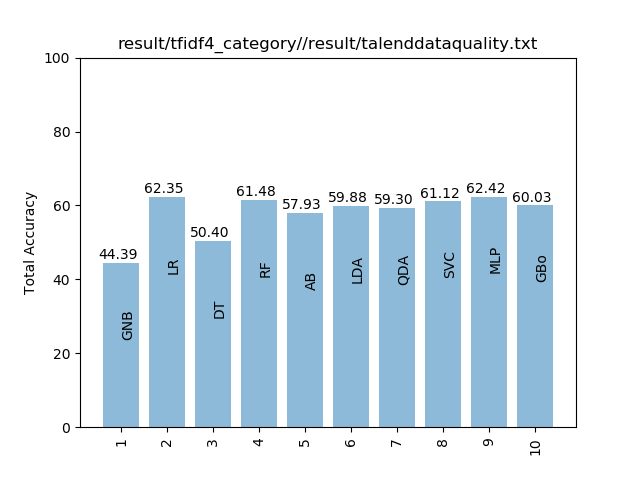 result/tfidf4_category//result/talenddataquality.txt
Total Accuracy
100
80
60
40
20
0
44.39
62.35
50.40
61.48
57.93
59.88
59.30
61.12
62.42
60.03
GNB
LR
DT
RF
AB
LDA
QDA
SVC
MLP
GBo
1
2
3
4
5
6
7
8
9
10